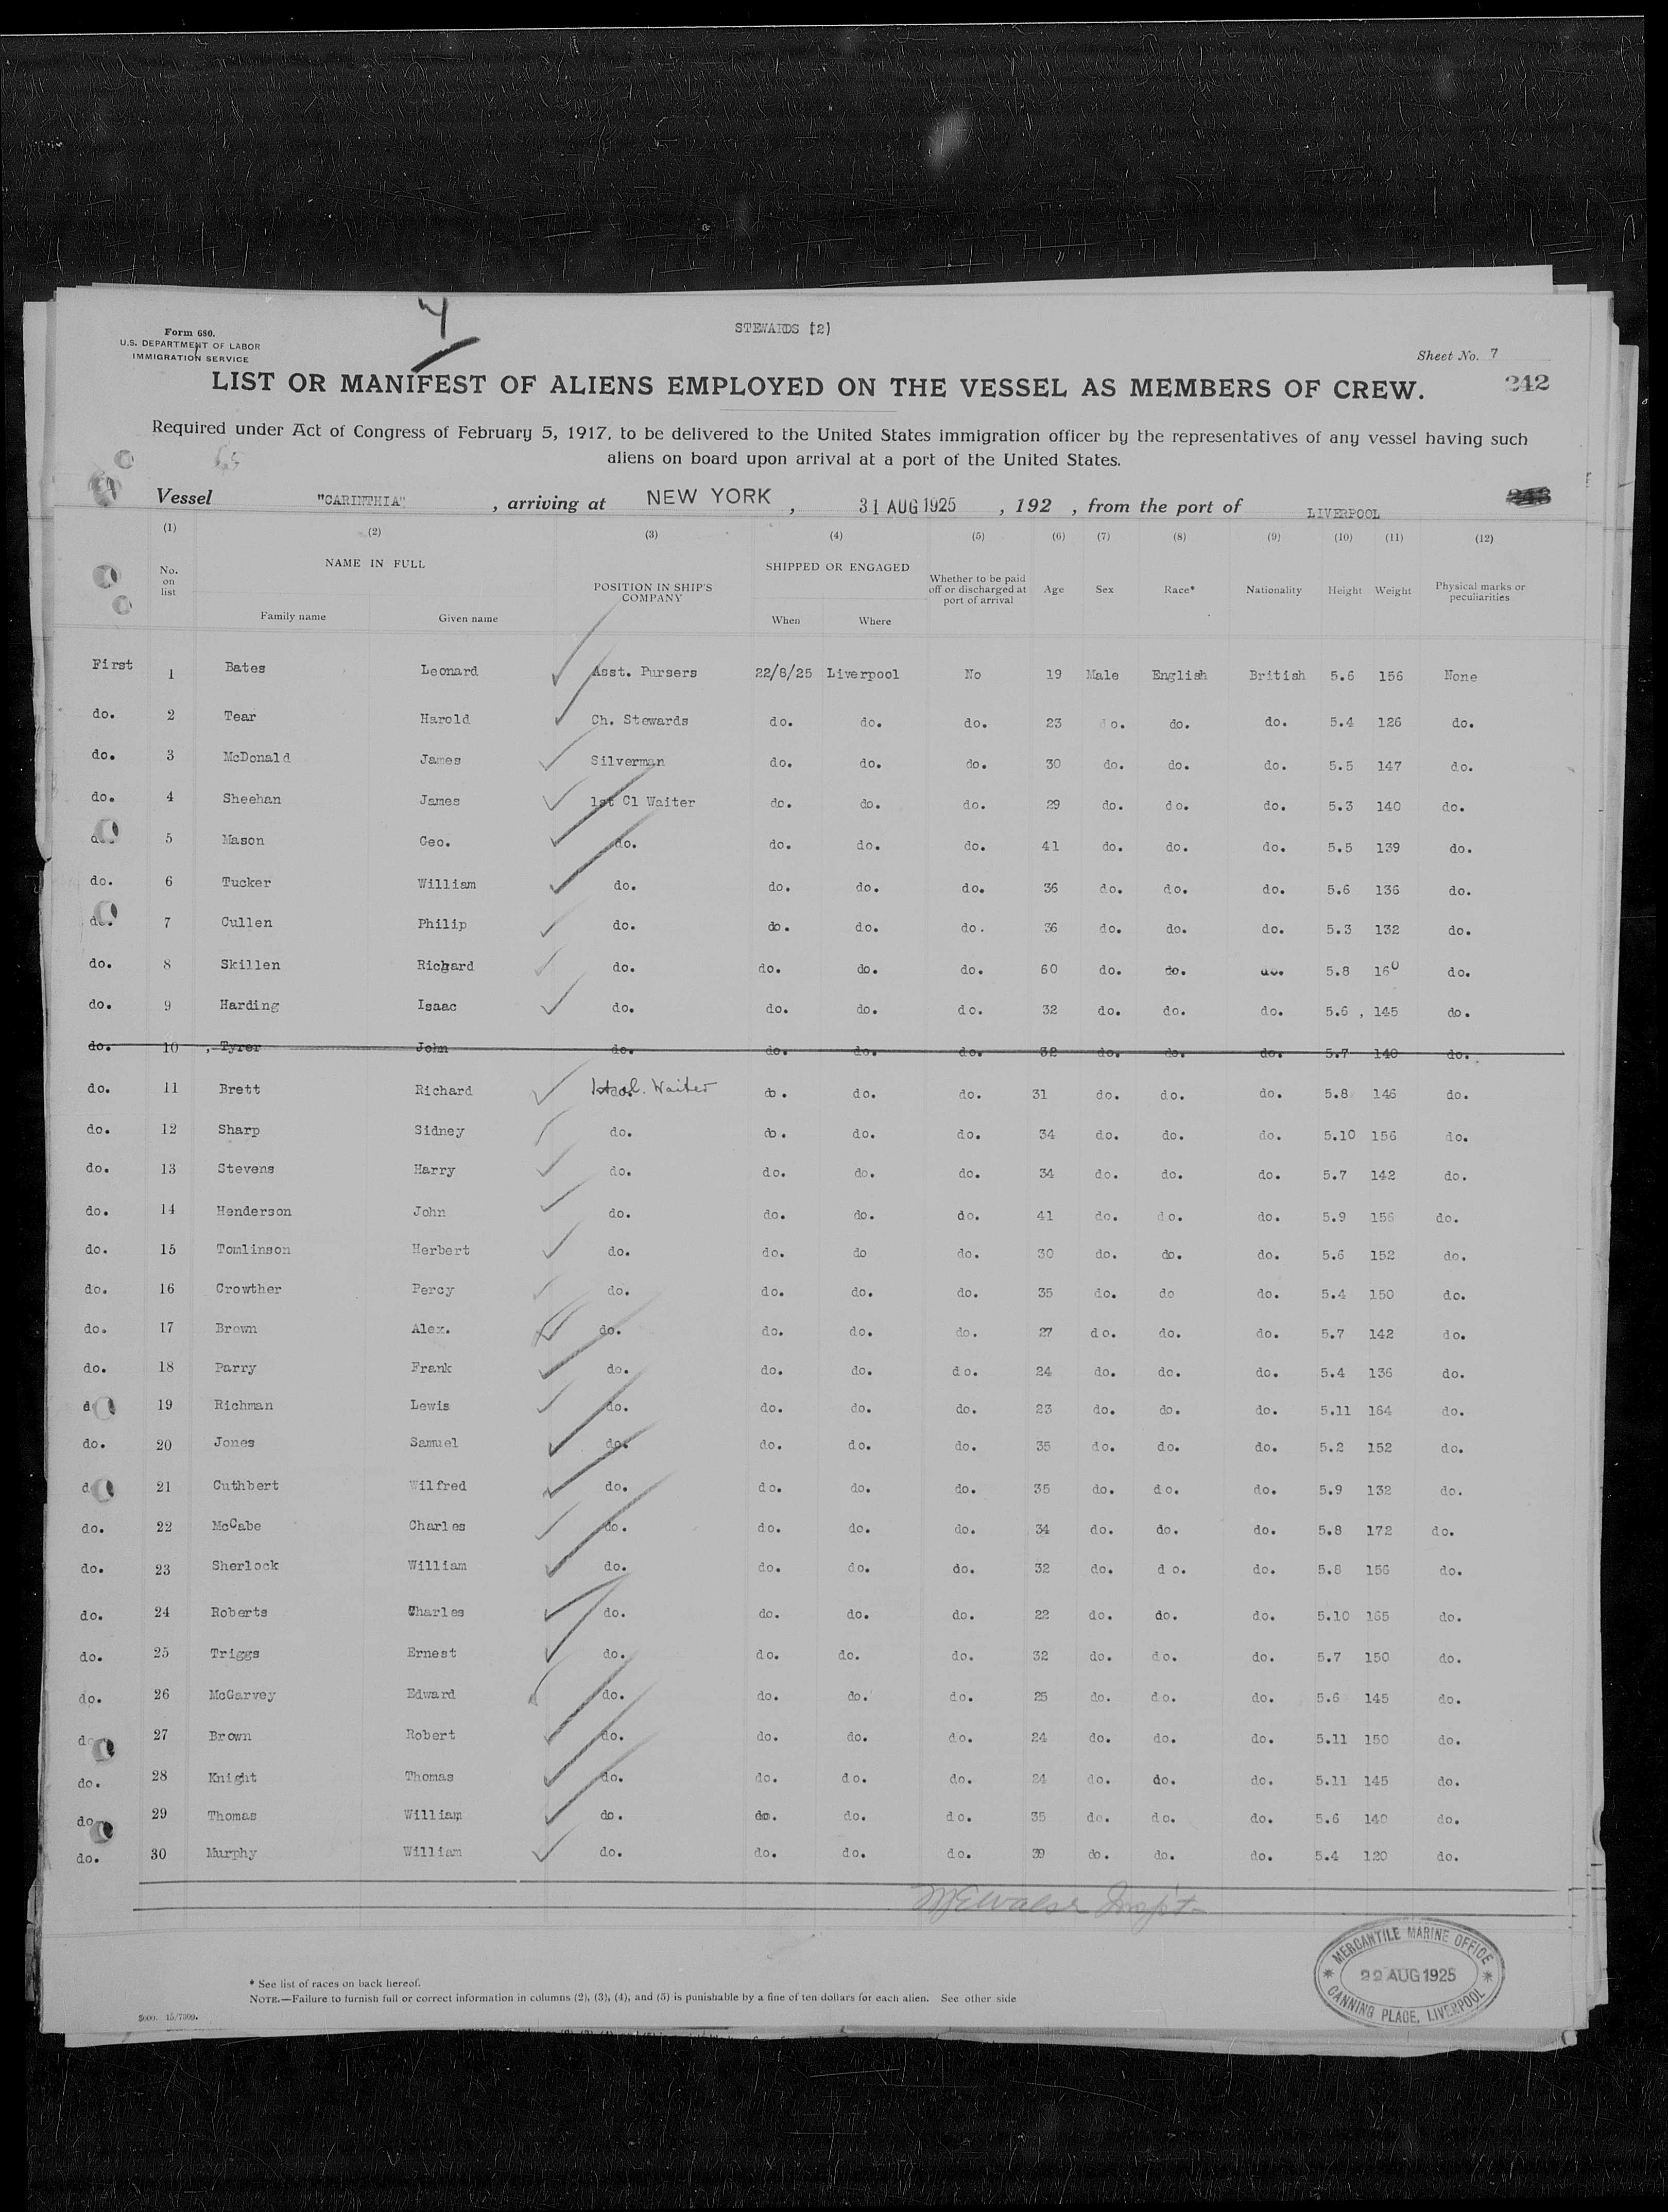 Form 680.
U.S. DEPARTMENT OF LABOR
IMMIGRATION SERVICE
STEWARDS (2)
Sheet No. 7
LIST OR MANIFEST OF ALIENS EMPLOYED ON THE VESSEL AS MEMBERS OF CREW.
242
Required under Act of Congress of February 5, 1917, to be delivered to the United States immigration officer by the representatives of any vessel having such
aliens on board upon arrival at a port of the United States.
Vessel "CARINTHIA", arriving at NEW YORK, 31 AUG 1925, 192 , from the port of LIVERPOOL
(1) (2) (3) (4) (5) (6) (7) (8) (9) (10) (11) (12)
No. on list NAME IN FULL Family name Given name POSITION IN SHIP'S COMPANY SHIPPED OR ENGAGED When Where Whether to be paid off or discharged at port of arrival Age Sex Race* Nationality Height Weight Physical marks or peculiarities
First 1 Bates Leonard Asst. Pursers 22/8/25 Liverpool No 19 Male English British 5.6 156 None
do. 2 Tear Harold Ch. Stewards do. do. do. 23 do. do. do. 5.4 126 do.
do. 3 McDonald James Silverman do. do. do. 30 do. do. do. 5.5 147 do.
do. 4 Sheehan James 1st Cl Waiter do. do. do. 29 do. do. do. 5.3 140 do.
do. 5 Mason Geo. do. do. do. do. 41 do. do. do. 5.5 139 do.
do. 6 Tucker William do. do. do. do. 36 do. do. do. 5.6 136 do.
do. 7 Cullen Philip do. do. do. do. 36 do. do. do. 5.3 132 do.
do. 8 Skillen Richard do. do. do. do. 60 do. do. do. 5.8 160 do.
do. 9 Harding Isaac do. do. do. do. 32 do. do. do. 5.6 , 145 do.
do. 10 Tyrer John do. do. do. do. 32 do. do. do. 5.7 140 do.
do. 11 Brett Richard 1st cl. Waiter do. do. do. 31 do. do. do. 5.8 146 do.
do. 12 Sharp Sidney do. do. do. do. 34 do. do. do. 5.10 156 do.
do. 13 Stevens Harry do. do. do. do. 34 do. do. do. 5.7 142 do.
do. 14 Henderson John do. do. do. do. 41 do. do. do. 5.9 156 do.
do. 15 Tomlinson Herbert do. do. do do. 30 do. do. do. 5.6 152 do.
do. 16 Crowther Percy do. do. do. do. 35 do. do do. 5.4 150 do.
do. 17 Brown Alex. do. do. do. do. 27 do. do. do. 5.7 142 do.
do. 18 Parry Frank do. do. do. do. 24 do. do. do. 5.4 136 do.
do. 19 Richman Lewis do. do. do. do. 23 do. do. do. 5.11 164 do.
do. 20 Jones Samuel do. do. do. do. 35 do. do. do. 5.2 152 do.
do. 21 Cuthbert Wilfred do. do. do. do. 35 do. do. do. 5.9 132 do.
do. 22 McCabe Charles do. do. do. do. 34 do. do. do. 5.8 172 do.
do. 23 Sherlock William do. do. do. do. 32 do. do. do. 5.8 156 do.
do. 24 Roberts Charles do. do. do. do. 22 do. do. do. 5.10 165 do.
do. 25 Triggs Ernest do. do. do. do. 32 do. do. do. 5.7 150 do.
do. 26 McGarvey Edward do. do. do. do. 25 do. do. do. 5.6 145 do.
do. 27 Brown Robert do. do. do. do. 24 do. do. do. 5.11 150 do.
do. 28 Knight Thomas do. do. do. do. 24 do. do. do. 5.11 145 do.
do. 29 Thomas William do. do. do. do. 35 do. do. do. 5.6 140 do.
do. 30 Murphy William do. do. do. do. 39 do. do. do. 5.4 120 do.
* MERCANTILE MARINE OFFICE *
22 AUG 1925
CANNING PLACE, LIVERPOOL
* See list of races on back hereof.
NOTE.—Failure to furnish full or correct information in columns (2), (3), (4), and (5) is punishable by a fine of ten dollars for each alien. See other side